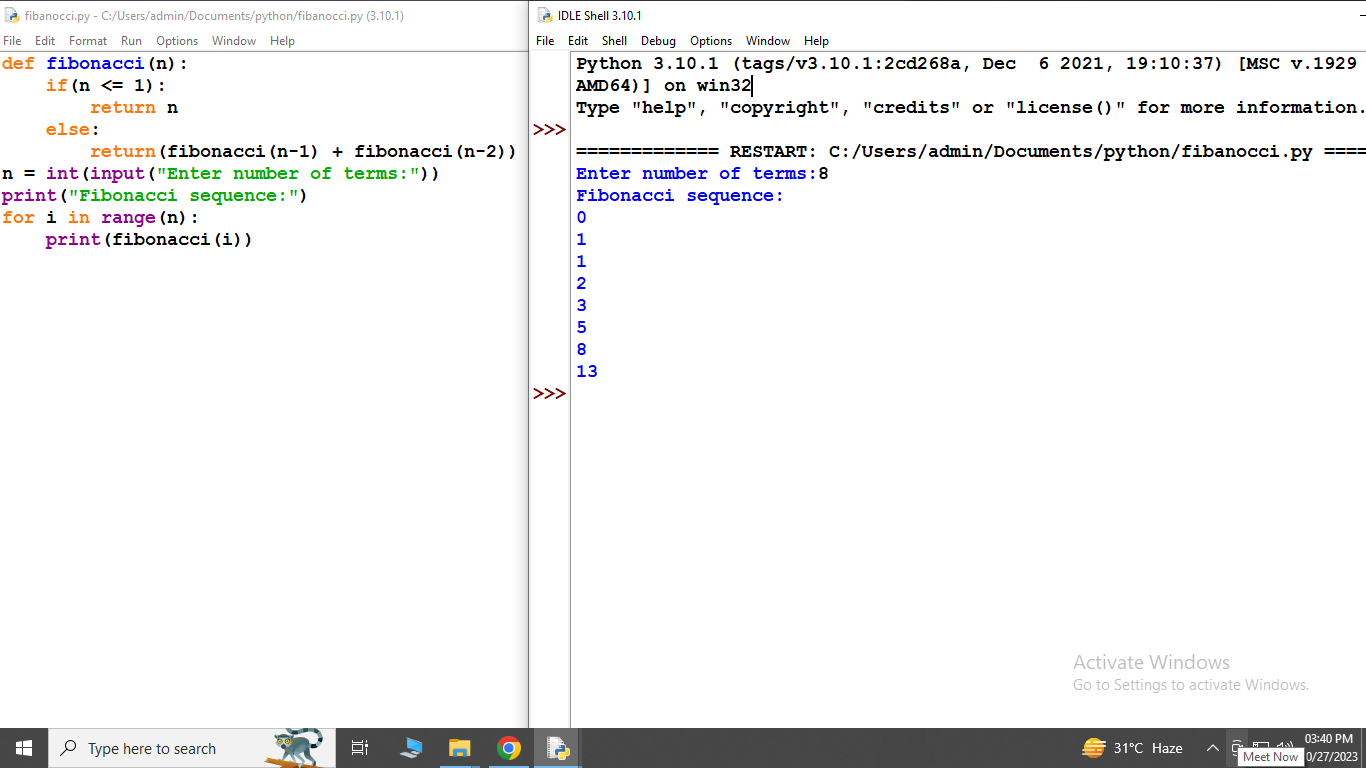 fibanocci.py - C:/Users/admin/Documents/python/fibanocci.py (3.10.1)
File Edit Format Run Options Window Help
def fibonacci(n):
    if(n <= 1):
        return n
    else:
        return(fibonacci(n-1) + fibonacci(n-2))
n = int(input("Enter number of terms:"))
print("Fibonacci sequence:")
for i in range(n):
    print(fibonacci(i))
IDLE Shell 3.10.1
File Edit Shell Debug Options Window Help
Python 3.10.1 (tags/v3.10.1:2cd268a, Dec  6 2021, 19:10:37) [MSC v.1929
AMD64)] on win32
Type "help", "copyright", "credits" or "license()" for more information.
>>>
============= RESTART: C:/Users/admin/Documents/python/fibanocci.py ====
Enter number of terms:8
Fibonacci sequence:
0
1
1
2
3
5
8
13
>>>
Activate Windows
Go to Settings to activate Windows.
Type here to search
31°C Haze
03:40 PM
0/27/2023
Meet Now